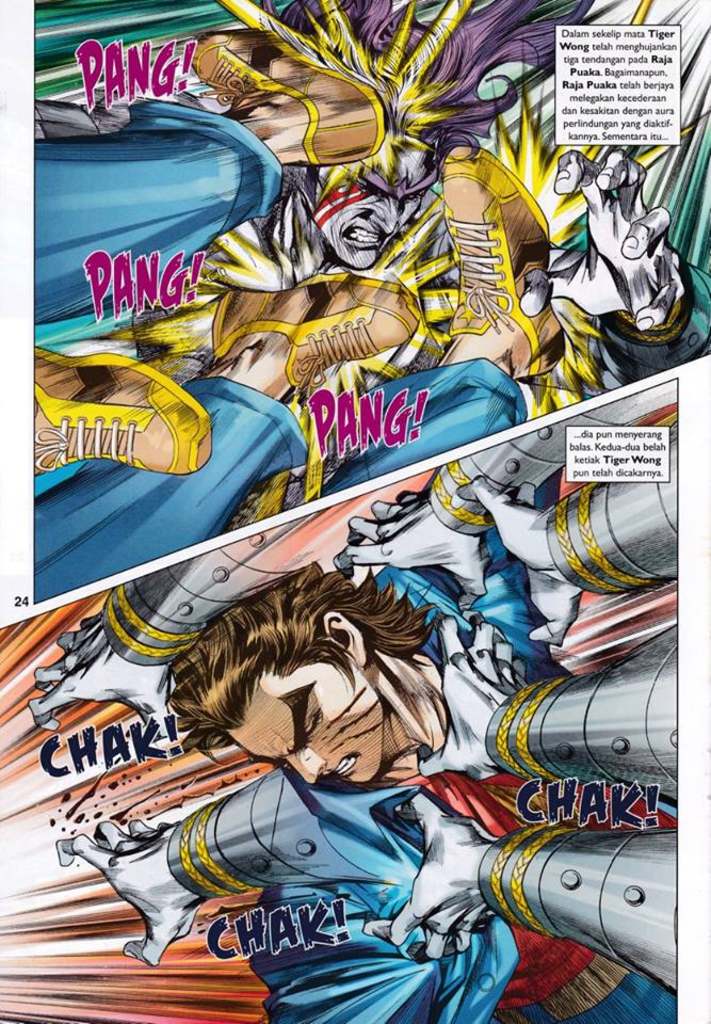 PANG!
Dalam sekelip mata Tiger
Wong telah menghujankan
tiga tendangan pada Raja
Puaka. Bagaimanapun,
Raja Puaka telah berjaya
melegakan kecederaan
dan kesakitan dengan aura
perlindungan yang diaktif-
kannya. Sementara itu...
PANG!
PANG!
...dia pun menyerang
balas. Kedua-dua belah
ketiak Tiger Wong
pun telah dicakarnya.
24
CHAK!
CHAK!
CHAK!